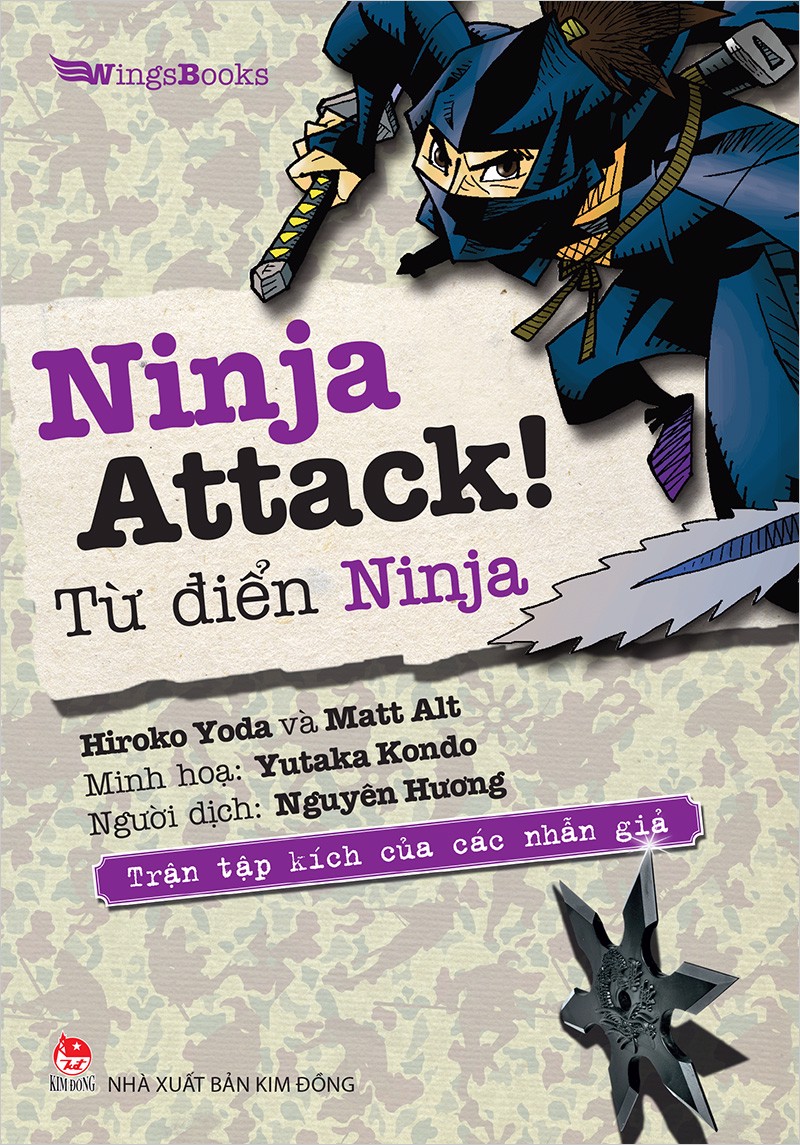 WingsBooks
Ninja
Attack!
Từ điển Ninja
Hiroko Yoda và Matt Alt
Minh hoạ: Yutaka Kondo
Người dịch: Nguyên Hương
Trận tập kích của các nhẫn giả
KIM ĐỒNG
NHÀ XUẤT BẢN KIM ĐỒNG